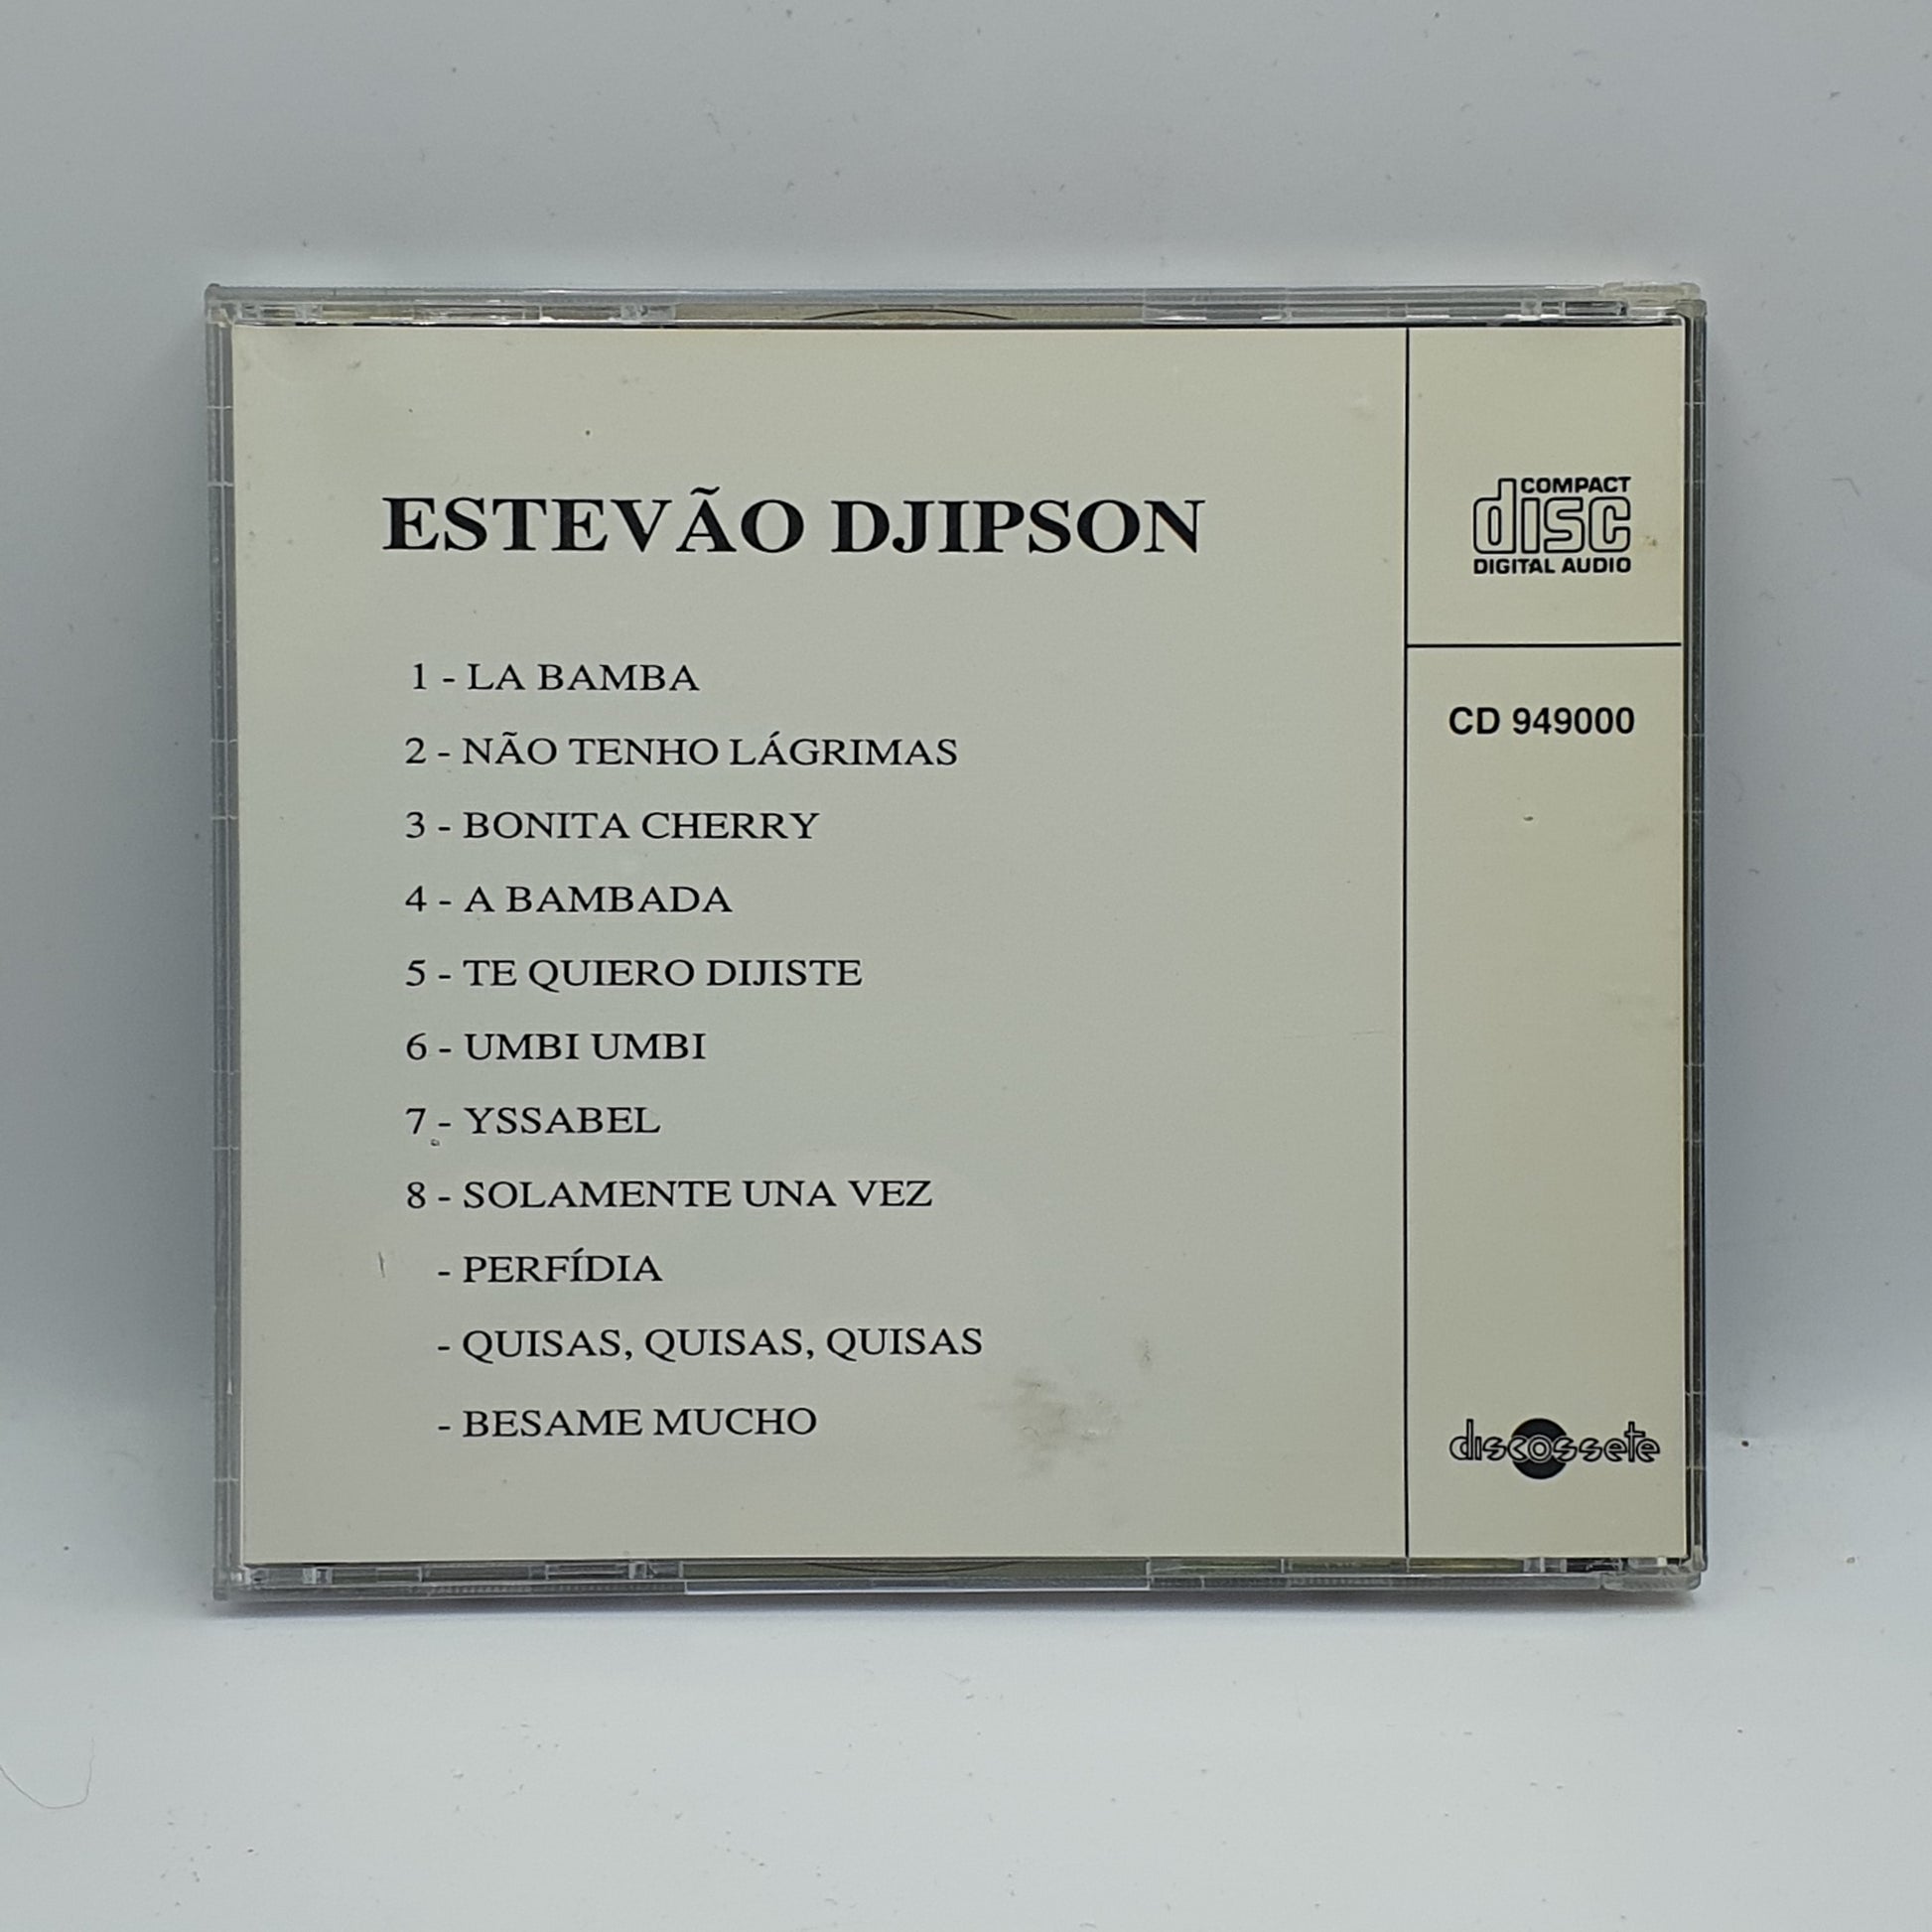 ESTEVÃO DJIPSON
1 - LA BAMBA
2 - NÃO TENHO LÁGRIMAS
3 - BONITA CHERRY
4 - A BAMBADA
5 - TE QUIERO DIJISTE
6 - UMBI UMBI
7 - YSSABEL
8 - SOLAMENTE UNA VEZ
- PERFÍDIA
- QUISAS, QUISAS, QUISAS
- BESAME MUCHO
COMPACT
disc
DIGITAL AUDIO
CD 949000
discossete